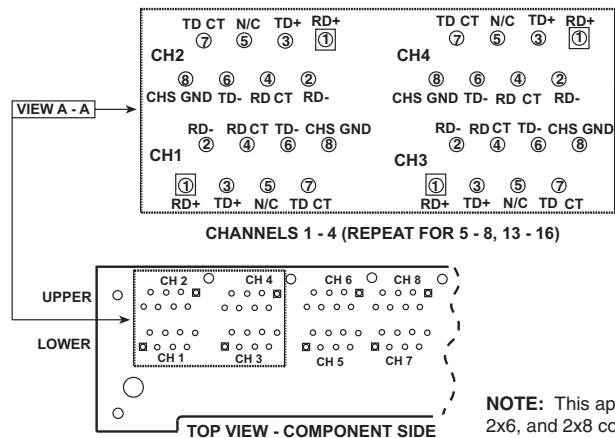 TD CT N/C TD+ RD+ TD CT N/C TD+ RD+
7 5 3 1 7 5 3 1
CH2 CH4
8 6 4 2 8 6 4 2
CHS GND TD- RD CT RD- CHS GND TD- RD CT RD-
VIEW A - A
RD- RD CT TD- CHS GND RD- RD CT TD- CHS GND
2 4 6 8 2 4 6 8
CH1 CH3
1 3 5 7 1 3 5 7
RD+ TD+ N/C TD CT RD+ TD+ N/C TD CT
CHANNELS 1 - 4 (REPEAT FOR 5 - 8, 13 - 16)
CH 2 CH 4 CH 6 CH 8
UPPER
LOWER
CH 1 CH 3 CH 5 CH 7
NOTE: This ap
2x6, and 2x8 co
TOP VIEW - COMPONENT SIDE